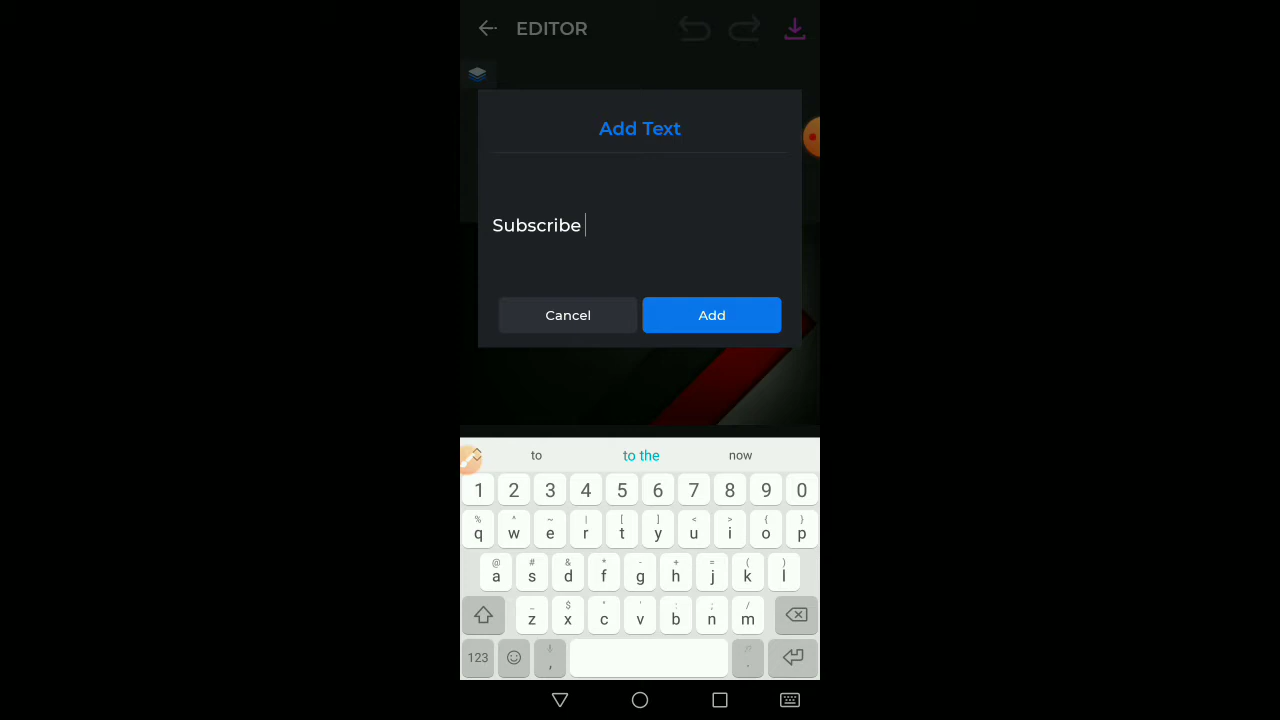 EDITOR
Add Text
Subscribe
Cancel Add
to to the now
1 2 3 4 5 6 7 8 9 0
% ^ ~ | [ ] < > { }
q w e r t y u i o p
@ # & * - + = ( )
a s d f g h j k l
_ $ " ' : ; /
z x c v b n m
123 , .